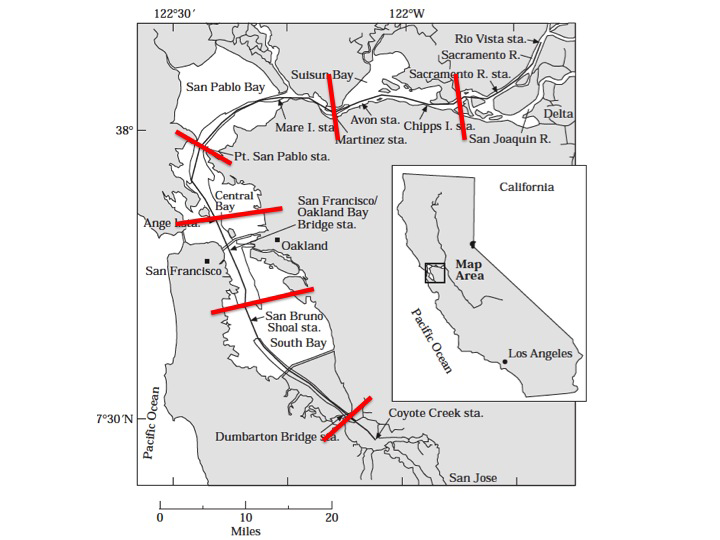 122°30′
122°W
Rio Vista sta.
Sacramento R.
Suisun Bay
Sacramento R. sta.
San Pablo Bay
Delta
Mare I. sta.
Avon sta.
Chipps I. sta.
38°
Martinez sta.
San Joaquin R.
Pt. San Pablo sta.
California
Central
Bay
San Francisco/
Oakland Bay
Bridge sta.
Ange I. sta.
Oakland
San Francisco
Map
Area
San Bruno
Shoal sta.
South Bay
Pacific Ocean
Los Angeles
Coyote Creek sta.
7°30′N
Dumbarton Bridge sta.
Pacific Ocean
San Jose
0 10 20
Miles